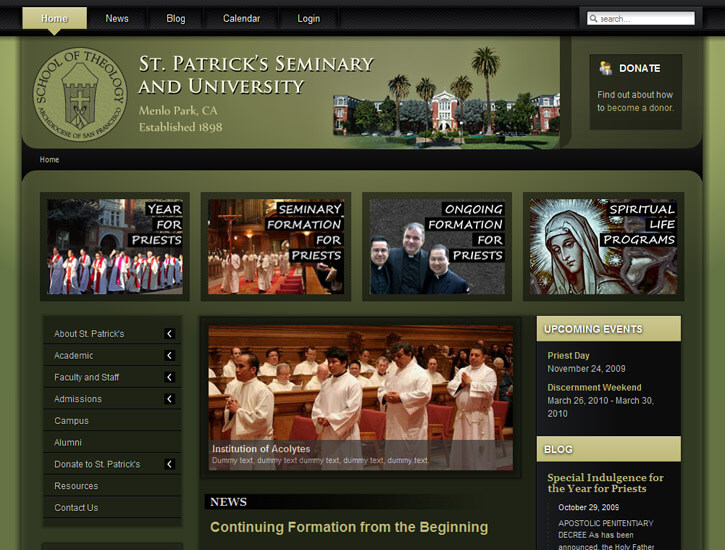 Home News Blog Calendar Login search...
SCHOOL OF THEOLOGY
ARCHDIOCESE OF SAN FRANCISCO
ST. PATRICK'S SEMINARY
AND UNIVERSITY
Menlo Park, CA
Established 1898
DONATE
Find out about how
to become a donor.
Home
YEAR
FOR
PRIESTS
SEMINARY
FORMATION
FOR
PRIESTS
ONGOING
FORMATION
FOR
PRIESTS
SPIRITUAL
LIFE
PROGRAMS
About St. Patrick's
Academic
Faculty and Staff
Admissions
Campus
Alumni
Donate to St. Patrick's
Resources
Contact Us
Institution of Acolytes
Dummy text, dummy text dummy text, dummy text, dummy text.
NEWS
Continuing Formation from the Beginning
UPCOMING EVENTS
Priest Day
November 24, 2009
Discernment Weekend
March 26, 2010 - March 30,
2010
BLOG
Special Indulgence for
the Year for Priests
October 29, 2009
APOSTOLIC PENITENTIARY
DECREE As has been
announced, the Holy Father